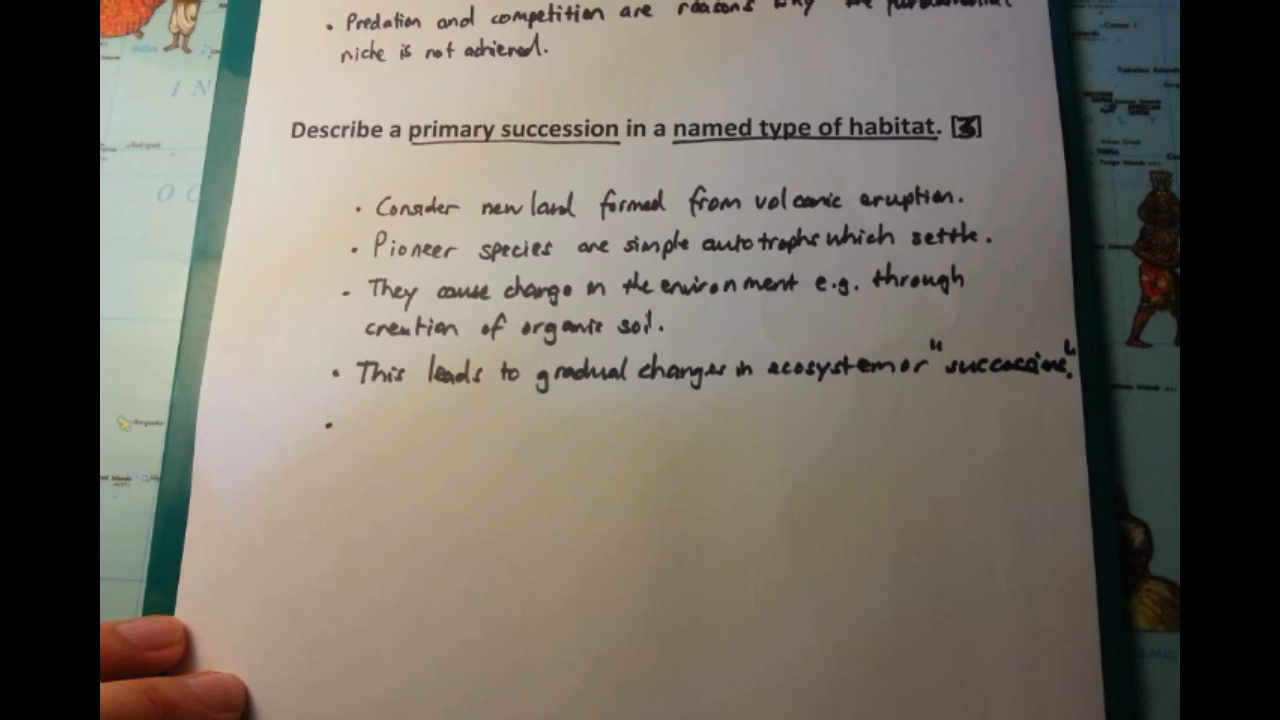 • Predation and competition are reasons why the fundamental
niche is not achieved.
Describe a primary succession in a named type of habitat. [3]
• Consider new land formed from volcanic eruption.
• Pioneer species are simple autotrophs which settle.
• They cause change in the environment e.g. through
creation of organic soil.
• This leads to gradual changes in ecosystem or "successions."
•